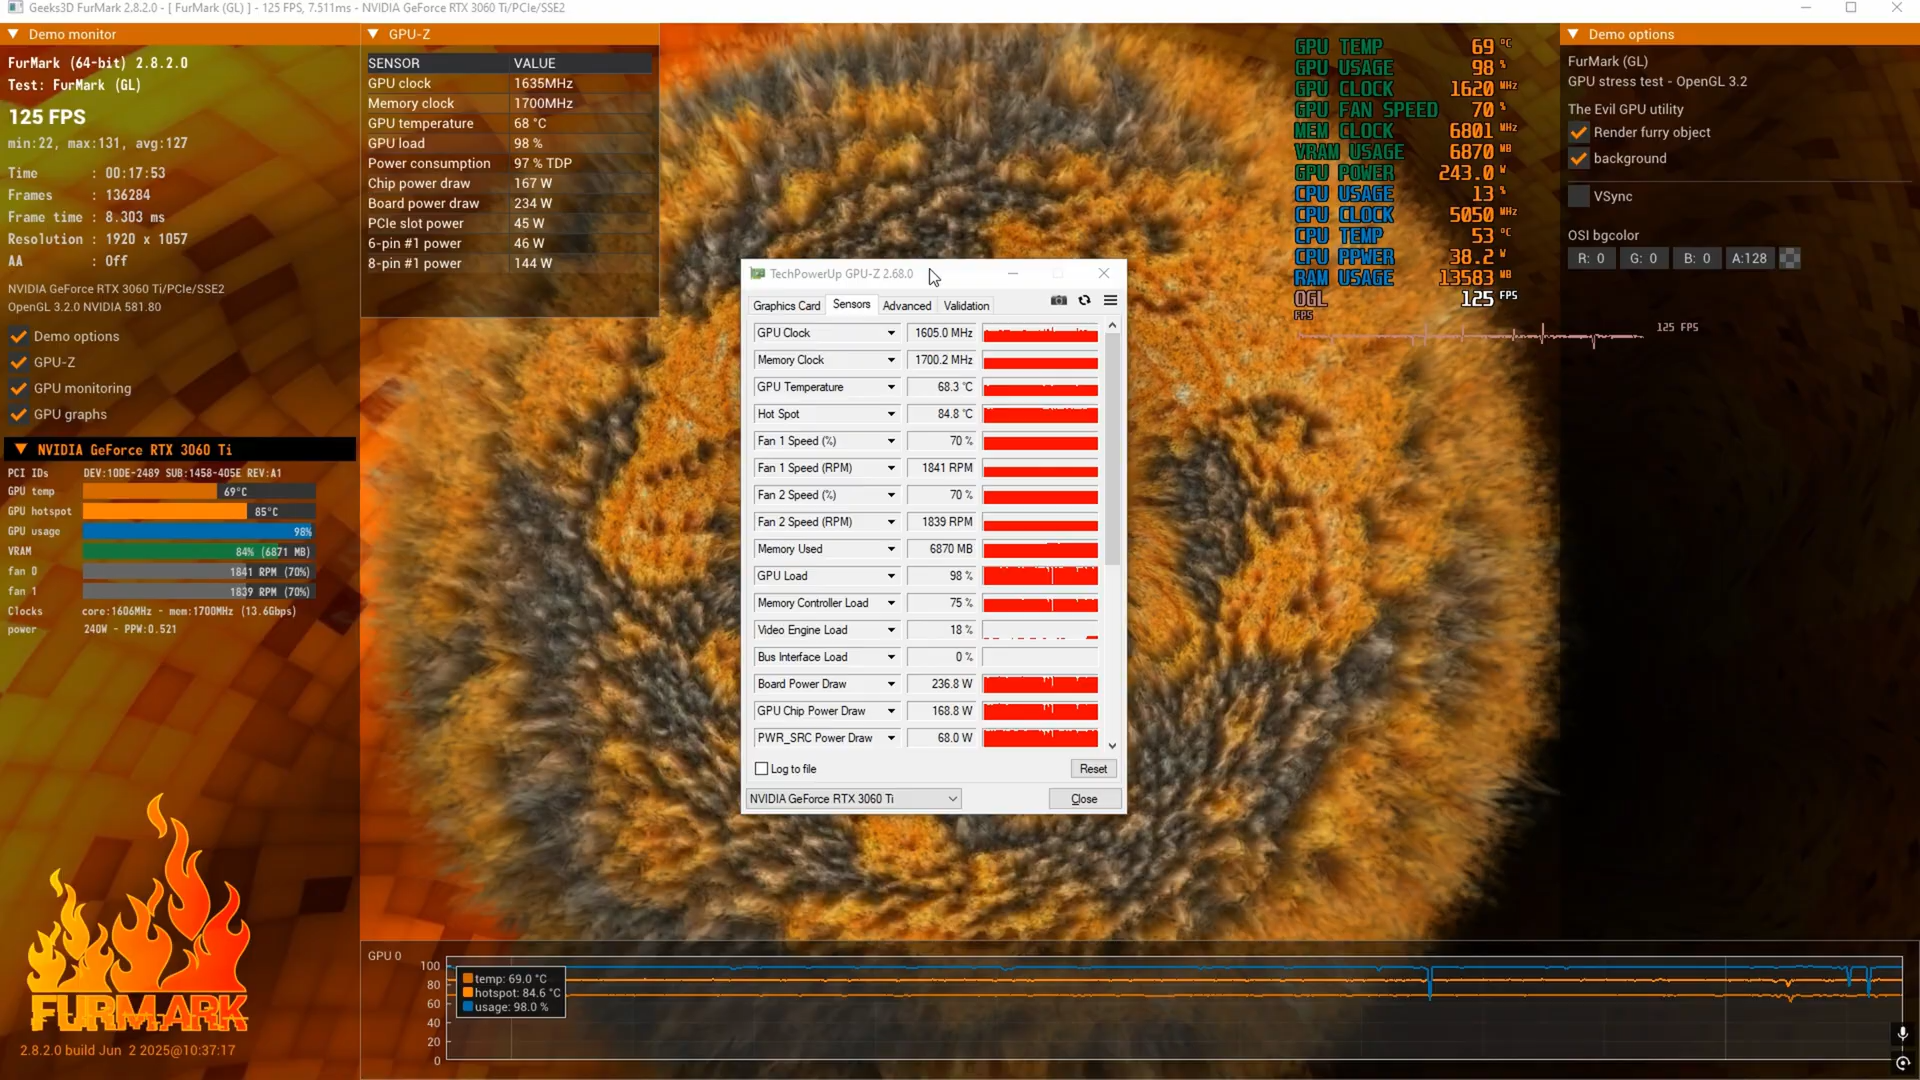 Geeks3D FurMark 2.8.2.0 - [ FurMark (GL) ] - 125 FPS, 7.511ms - NVIDIA GeForce RTX 3060 Ti/PCIe/SSE2
Demo monitor
FurMark (64-bit) 2.8.2.0
Test: FurMark (GL)
125 FPS
min:22, max:131, avg:127
Time : 00:17:53
Frames : 136284
Frame time : 8.303 ms
Resolution : 1920 x 1057
AA : Off
NVIDIA GeForce RTX 3060 Ti/PCIe/SSE2
OpenGL 3.2.0 NVIDIA 581.80
Demo options
GPU-Z
GPU monitoring
GPU graphs
NVIDIA GeForce RTX 3060 Ti
PCI IDs DEV:10DE-2489 SUB:1458-405E REV:A1
GPU temp 69°C
GPU hotspot 85°C
GPU usage 98%
VRAM 84% (6871 MB)
fan 0 1841 RPM (70%)
fan 1 1839 RPM (70%)
Clocks core:1606MHz - mem:1700MHz (13.6Gbps)
power 240W - PPW:0.521
FURMARK
2.8.2.0 build Jun 2 2025@10:37:17
GPU-Z
SENSOR VALUE
GPU clock 1635MHz
Memory clock 1700MHz
GPU temperature 68 °C
GPU load 98 %
Power consumption 97 % TDP
Chip power draw 167 W
Board power draw 234 W
PCIe slot power 45 W
6-pin #1 power 46 W
8-pin #1 power 144 W
TechPowerUp GPU-Z 2.68.0
Graphics Card Sensors Advanced Validation
GPU Clock 1605.0 MHz
Memory Clock 1700.2 MHz
GPU Temperature 68.3 °C
Hot Spot 84.8 °C
Fan 1 Speed (%) 70 %
Fan 1 Speed (RPM) 1841 RPM
Fan 2 Speed (%) 70 %
Fan 2 Speed (RPM) 1839 RPM
Memory Used 6870 MB
GPU Load 98 %
Memory Controller Load 75 %
Video Engine Load 18 %
Bus Interface Load 0 %
Board Power Draw 236.8 W
GPU Chip Power Draw 168.8 W
PWR_SRC Power Draw 68.0 W
Log to file Reset
NVIDIA GeForce RTX 3060 Ti Close
GPU TEMP 69 °C
GPU USAGE 98 %
GPU CLOCK 1620 MHz
GPU FAN SPEED 70 %
MEM CLOCK 6801 MHz
VRAM USAGE 6870 MB
GPU POWER 243.0 W
CPU USAGE 13 %
CPU CLOCK 5050 MHz
CPU TEMP 53 °C
CPU PPWER 38.2 W
RAM USAGE 13583 MB
OGL 125 FPS
FPS
125 FPS
Demo options
FurMark (GL)
GPU stress test - OpenGL 3.2
The Evil GPU utility
Render furry object
background
VSync
OSI bgcolor
R: 0 G: 0 B: 0 A:128
GPU 0
100
80
60
40
20
0
temp: 69.0 °C
hotspot: 84.6 °C
usage: 98.0 %